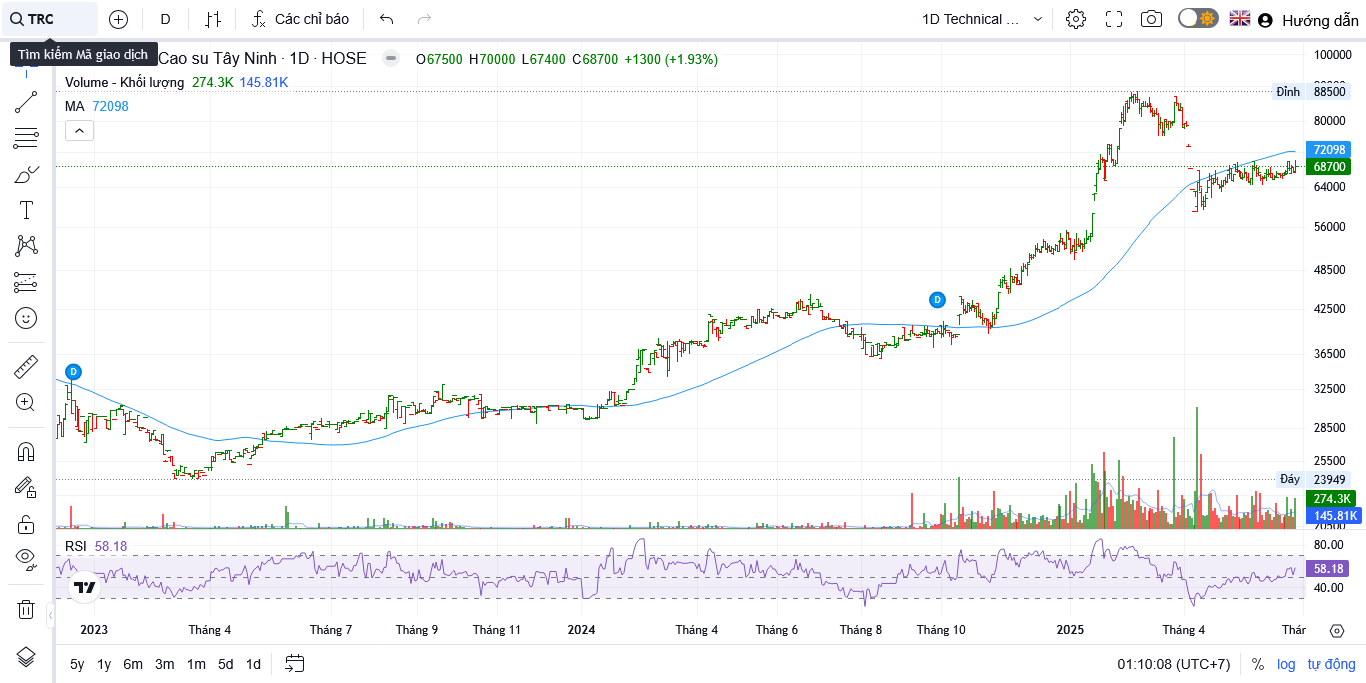 TRC D Các chỉ báo 1D Technical ... Hướng dẫn
Tìm kiếm Mã giao dịch
Cao su Tây Ninh · 1D · HOSE O67500 H70000 L67400 C68700 +1300 (+1.93%)
Volume - Khối lượng 274.3K 145.81K
MA 72098
100000
Đỉnh 88500
80000
72098
68700
64000
56000
48500
D
42500
36500
D
32500
28500
25500
Đáy 23949
274.3K
145.81K
RSI 58.18
80.00
58.18
40.00
2023 Tháng 4 Tháng 7 Tháng 9 Tháng 11 2024 Tháng 4 Tháng 6 Tháng 8 Tháng 10 2025 Tháng 4 Thár
5y 1y 6m 3m 1m 5d 1d 01:10:08 (UTC+7) % log tự động